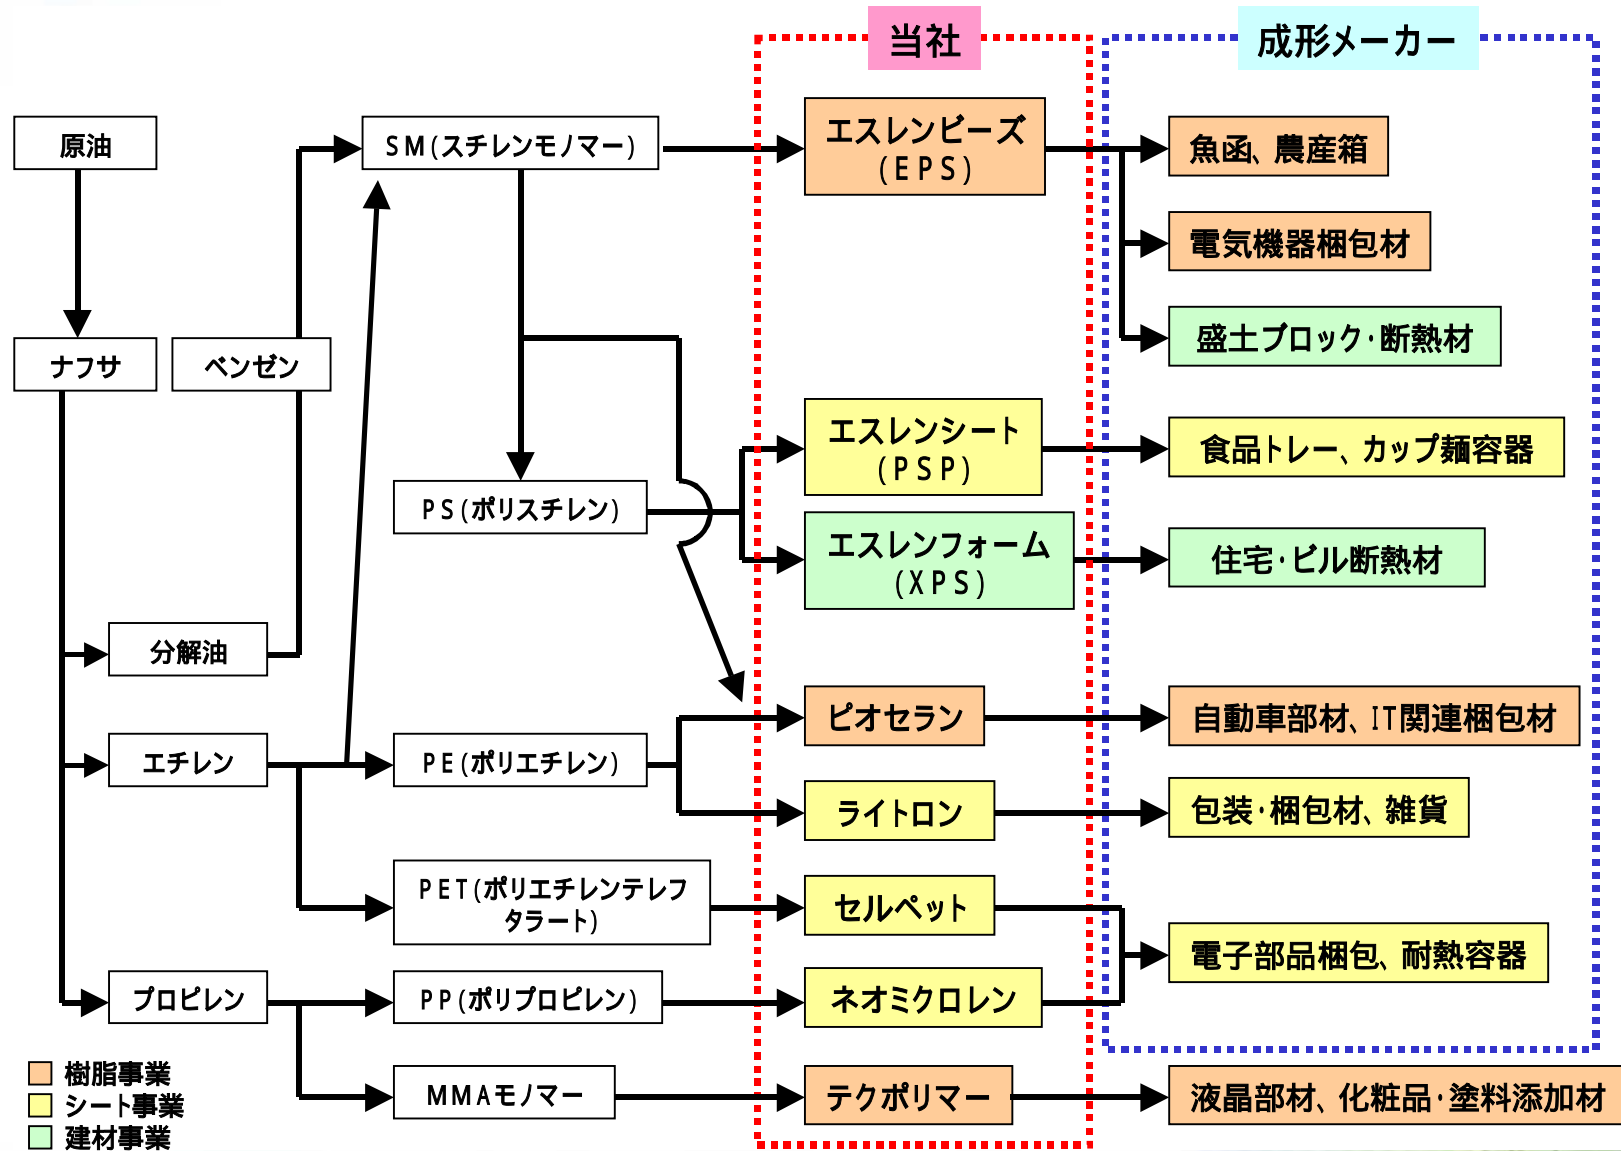 当社
成形メーカー
原油
SM(スチレンモノマー)
エスレンビーズ
(EPS)
魚函、農産箱
電気機器梱包材
ナフサ
ベンゼン
盛土ブロック・断熱材
エスレンシート
(PSP)
食品トレー、カップ麺容器
PS(ポリスチレン)
エスレンフォーム
(XPS)
住宅・ビル断熱材
分解油
ピオセラン
自動車部材、IT関連梱包材
エチレン
PE(ポリエチレン)
ライトロン
包装・梱包材、雑貨
PET(ポリエチレンテレフ
タラート)
セルペット
電子部品梱包、耐熱容器
プロピレン
PP(ポリプロピレン)
ネオミクロレン
樹脂事業
シート事業
建材事業
MMAモノマー
テクポリマー
液晶部材、化粧品・塗料添加材